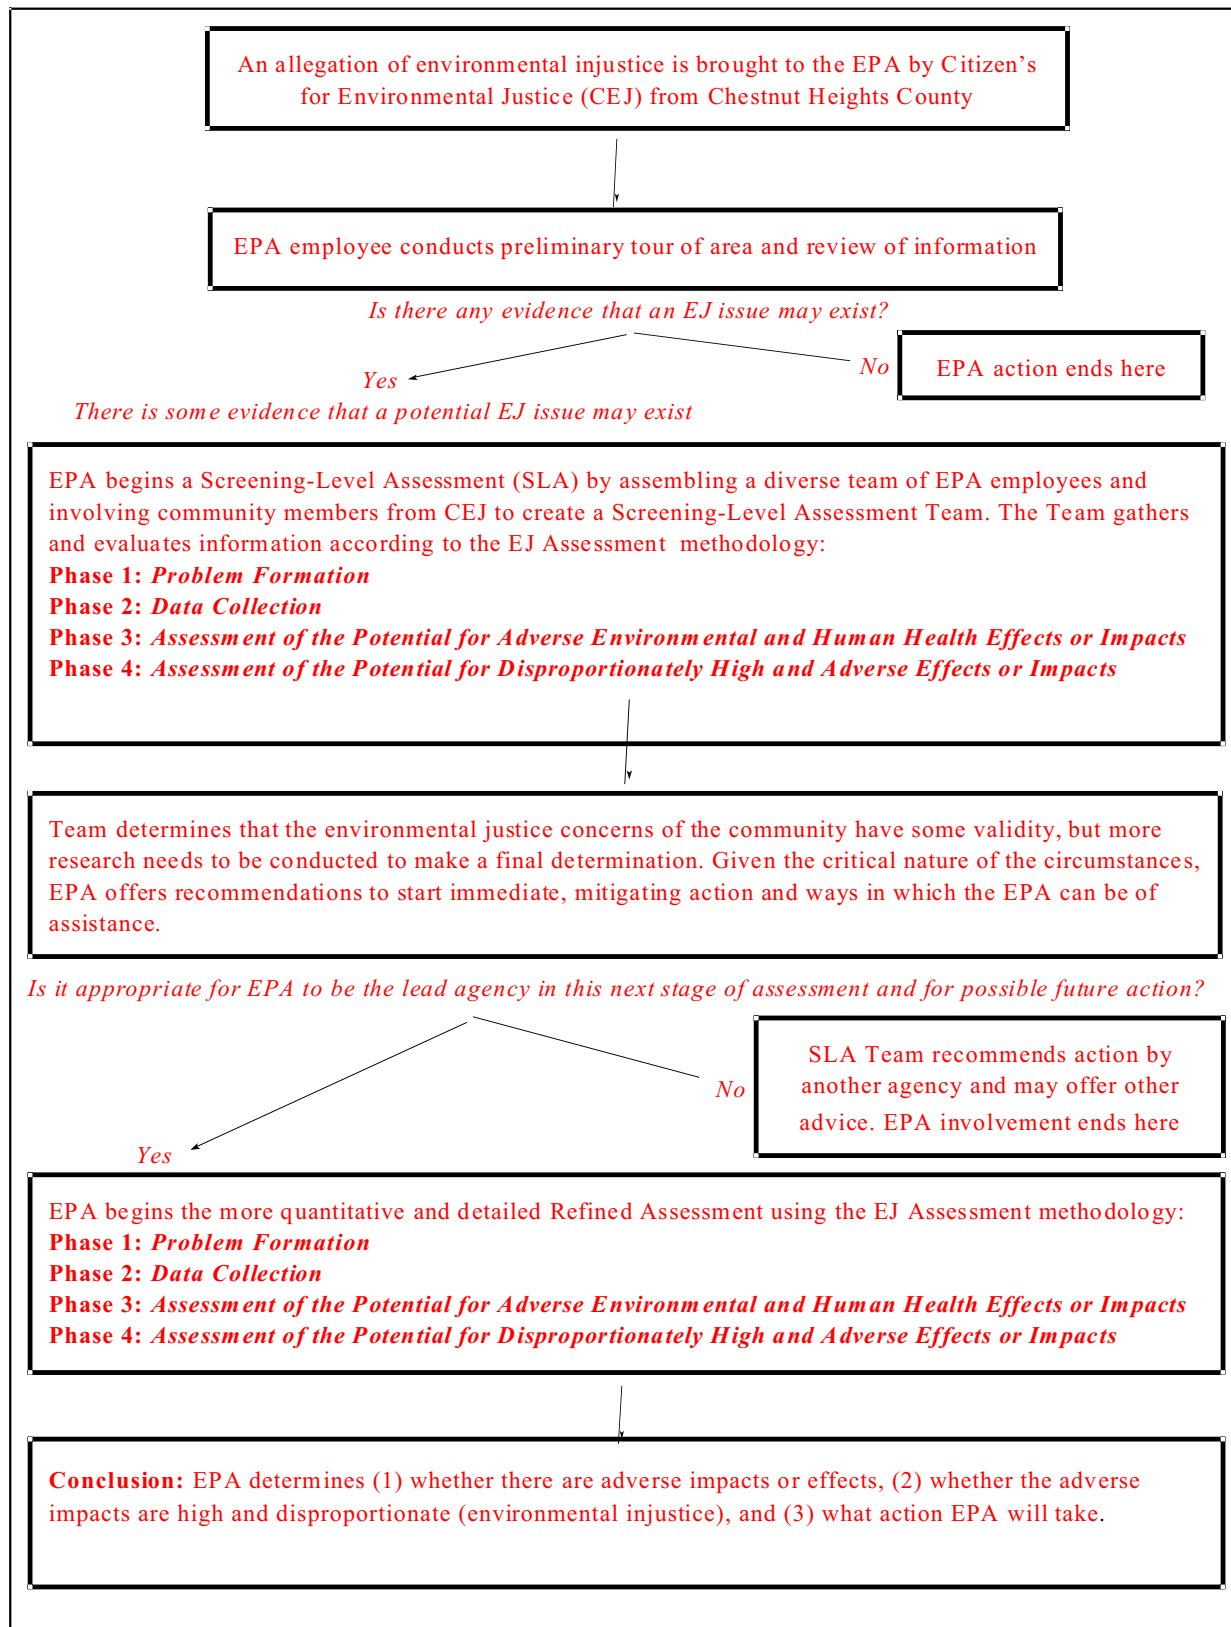 An allegation of environmental injustice is brought to the EPA by Citizen's
for Environmental Justice (CEJ) from Chestnut Heights County
EPA employee conducts preliminary tour of area and review of information
Is there any evidence that an EJ issue may exist?
Yes
No
EPA action ends here
There is some evidence that a potential EJ issue may exist
EPA begins a Screening-Level Assessment (SLA) by assembling a diverse team of EPA employees and
involving community members from CEJ to create a Screening-Level Assessment Team. The Team gathers
and evaluates information according to the EJ Assessment methodology:
Phase 1: Problem Formation
Phase 2: Data Collection
Phase 3: Assessment of the Potential for Adverse Environmental and Human Health Effects or Impacts
Phase 4: Assessment of the Potential for Disproportionately High and Adverse Effects or Impacts
Team determines that the environmental justice concerns of the community have some validity, but more
research needs to be conducted to make a final determination. Given the critical nature of the circumstances,
EPA offers recommendations to start immediate, mitigating action and ways in which the EPA can be of
assistance.
Is it appropriate for EPA to be the lead agency in this next stage of assessment and for possible future action?
No
SLA Team recommends action by
another agency and may offer other
advice. EPA involvement ends here
Yes
EPA begins the more quantitative and detailed Refined Assessment using the EJ Assessment methodology:
Phase 1: Problem Formation
Phase 2: Data Collection
Phase 3: Assessment of the Potential for Adverse Environmental and Human Health Effects or Impacts
Phase 4: Assessment of the Potential for Disproportionately High and Adverse Effects or Impacts
Conclusion: EPA determines (1) whether there are adverse impacts or effects, (2) whether the adverse
impacts are high and disproportionate (environmental injustice), and (3) what action EPA will take.